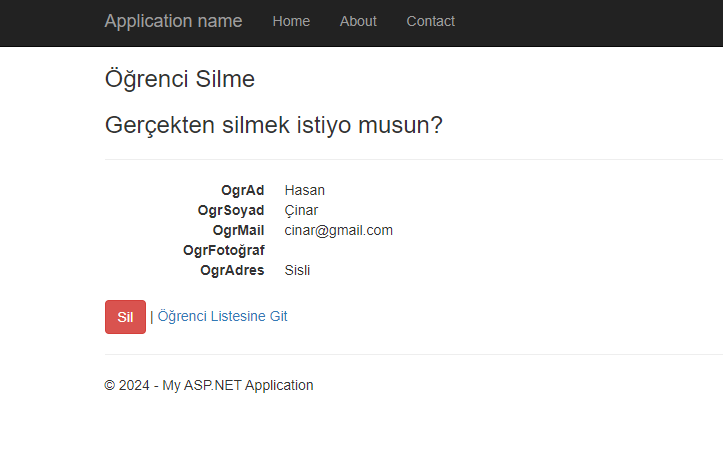 Application name Home About Contact
Öğrenci Silme
Gerçekten silmek istiyo musun?
OgrAd Hasan
OgrSoyad Çinar
OgrMail cinar@gmail.com
OgrFotoğraf
OgrAdres Sisli
Sil | Öğrenci Listesine Git
© 2024 - My ASP.NET Application